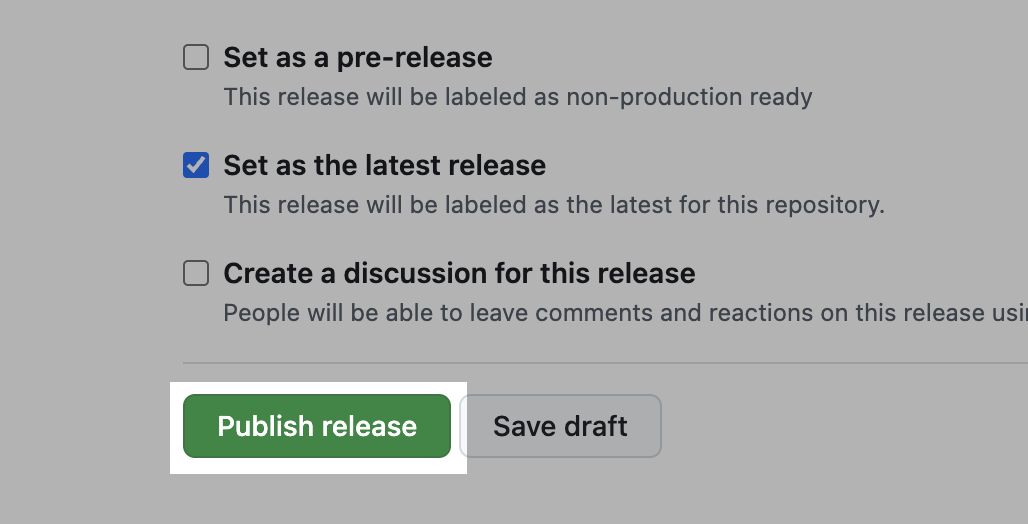 Set as a pre-release
This release will be labeled as non-production ready
Set as the latest release
This release will be labeled as the latest for this repository.
Create a discussion for this release
People will be able to leave comments and reactions on this release
Publish release
Save draft